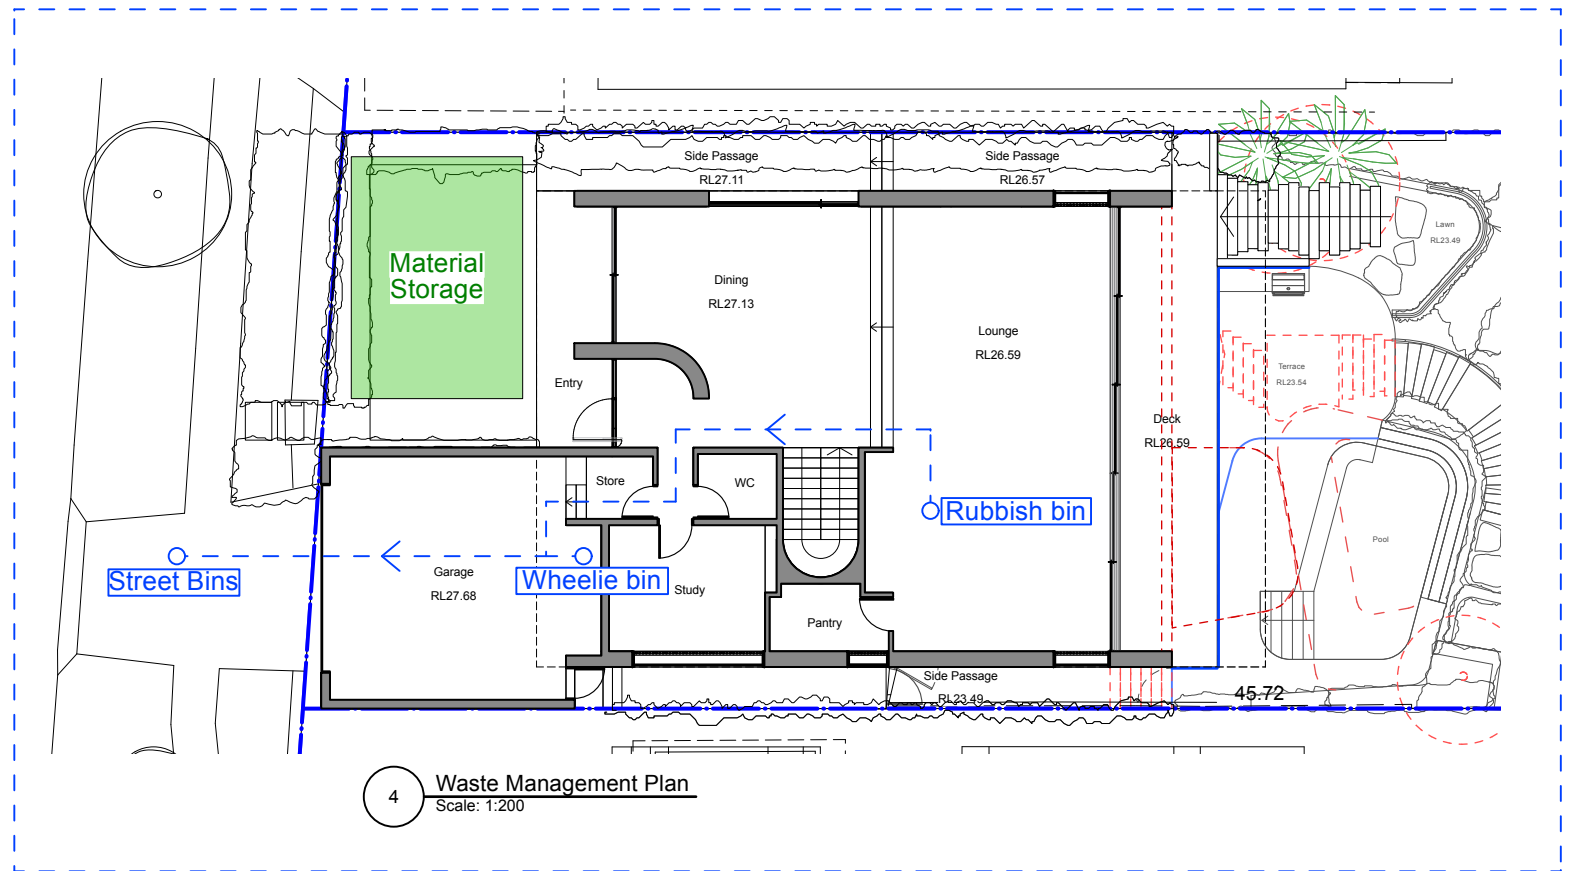 Side Passage
RL27.11
Side Passage
RL26.57
Lawn
RL23.49
Material
Storage
Dining
RL27.13
Lounge
RL26.59
Terrace
RL23.54
Entry
Deck
RL26.59
Store
WC
Rubbish bin
Pool
Street Bins
Garage
RL27.68
Wheelie bin
Study
Pantry
Side Passage
RL23.49
45.72
4
Waste Management Plan
Scale: 1:200